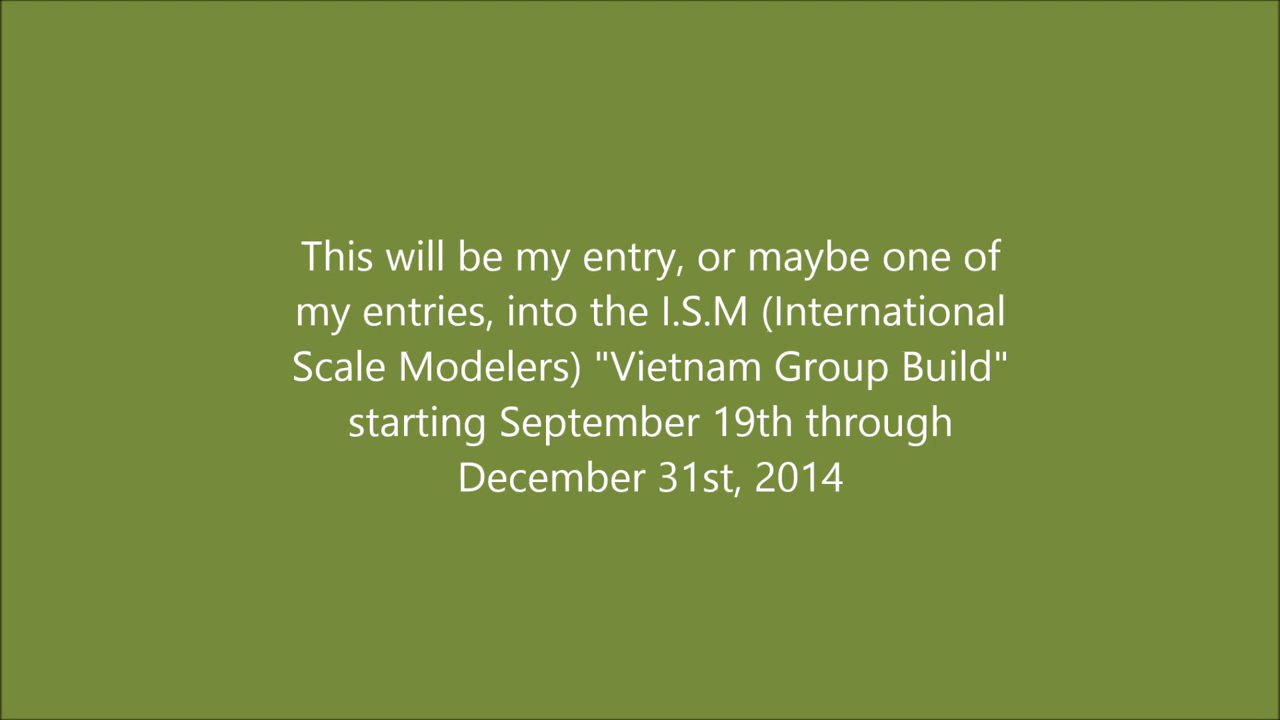 This will be my entry, or maybe one of
my entries, into the I.S.M (International
Scale Modelers) "Vietnam Group Build"
starting September 19th through
December 31st, 2014